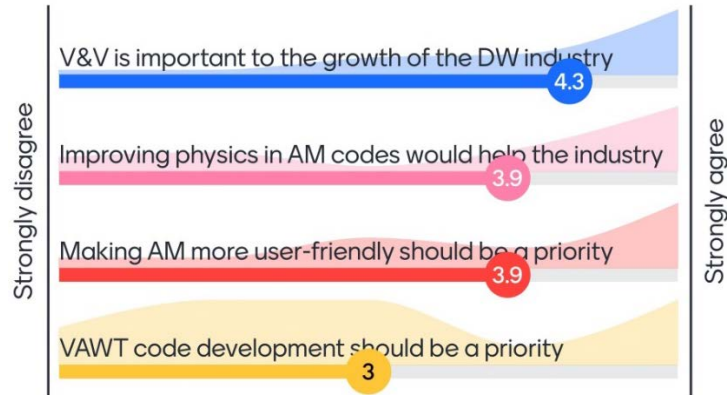 Strongly disagree
V&V is important to the growth of the DW industry
4.3
Improving physics in AM codes would help the industry
3.9
Making AM more user-friendly should be a priority
3.9
VAWT code development should be a priority
3
Strongly agree